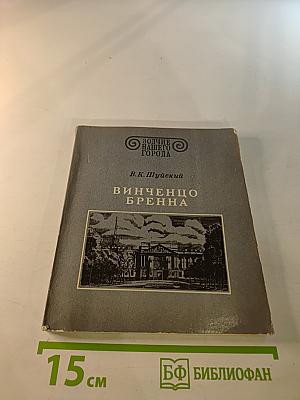 ЗОДЧИЕ
НАШЕГО
ГОРОДА
В. К. Шуйский
ВИНЧЕНЦО
БРЕННА
15 см
БФ БИБЛИОФАН